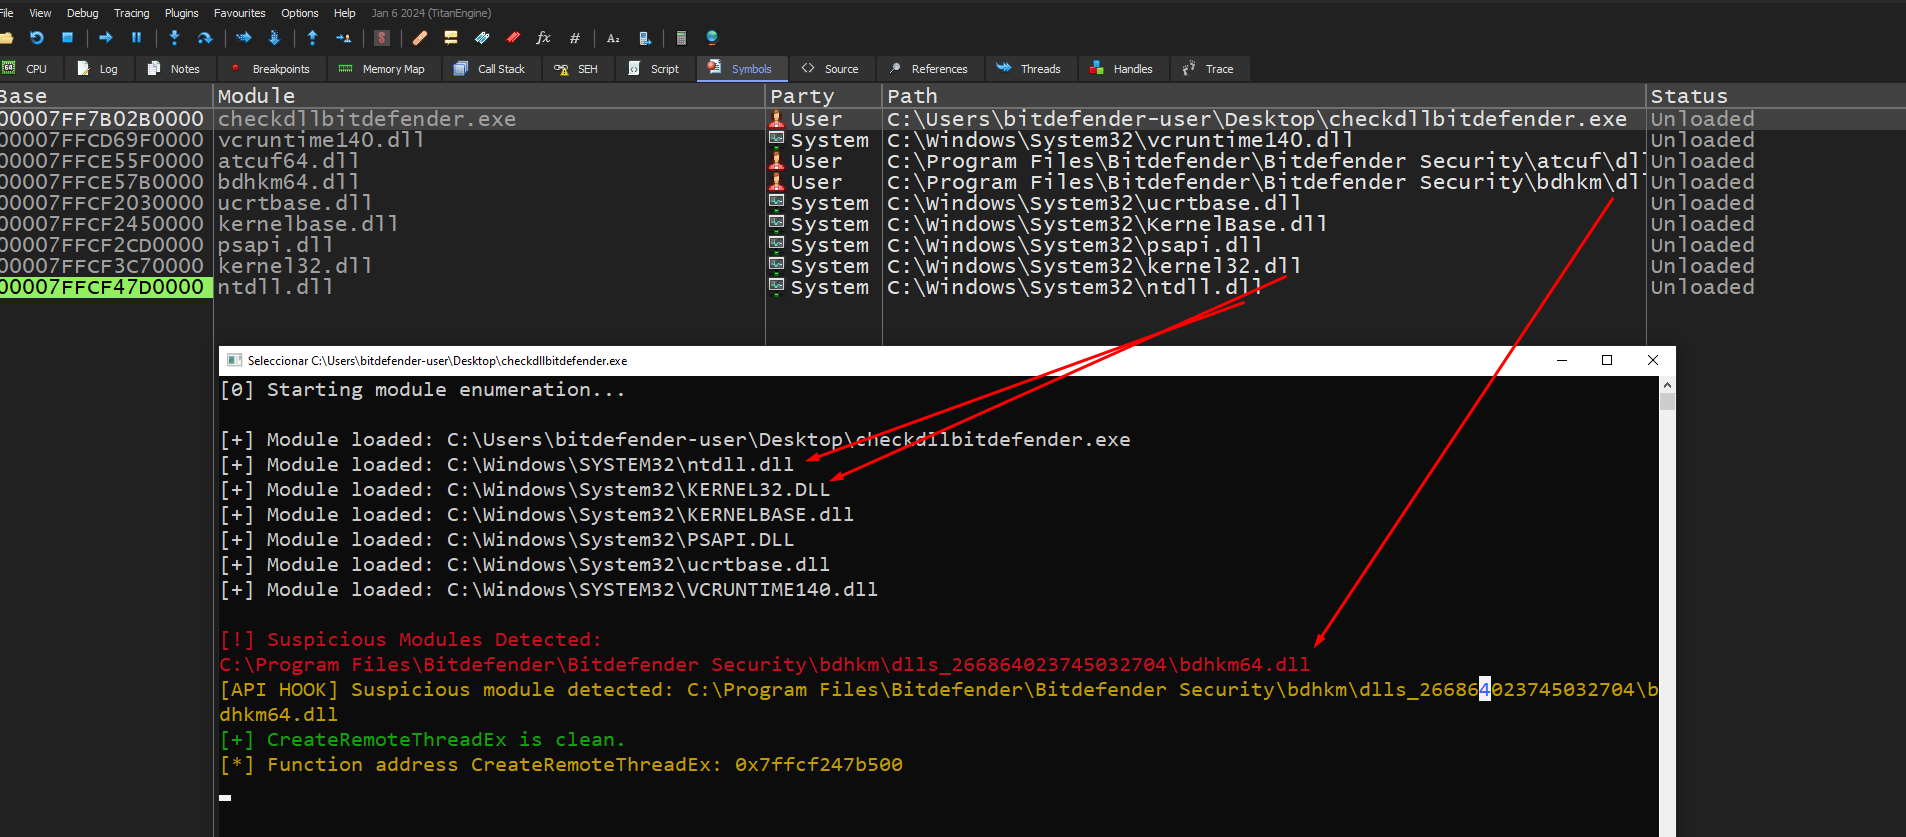 File View Debug Tracing Plugins Favourites Options Help Jan 6 2024 (TitanEngine)
CPU Log Notes Breakpoints Memory Map Call Stack SEH Script Symbols Source References Threads Handles Trace
Base Module Party Path Status
00007FF7B02B0000 checkdllbitdefender.exe User C:\Users\bitdefender-user\Desktop\checkdllbitdefender.exe Unloaded
00007FFCD69F0000 vcruntime140.dll System C:\Windows\System32\vcruntime140.dll Unloaded
00007FFCE55F0000 atcuf64.dll User C:\Program Files\Bitdefender\Bitdefender Security\atcuf\dll Unloaded
00007FFCE57B0000 bdhkm64.dll User C:\Program Files\Bitdefender\Bitdefender Security\bdhkm\dll Unloaded
00007FFCF2030000 ucrtbase.dll System C:\Windows\System32\ucrtbase.dll Unloaded
00007FFCF2450000 kernelbase.dll System C:\Windows\System32\KernelBase.dll Unloaded
00007FFCF2CD0000 psapi.dll System C:\Windows\System32\psapi.dll Unloaded
00007FFCF3C70000 kernel32.dll System C:\Windows\System32\kernel32.dll Unloaded
00007FFCF47D0000 ntdll.dll System C:\Windows\System32\ntdll.dll Unloaded
Seleccionar C:\Users\bitdefender-user\Desktop\checkdllbitdefender.exe
[0] Starting module enumeration...
[+] Module loaded: C:\Users\bitdefender-user\Desktop\checkdllbitdefender.exe
[+] Module loaded: C:\Windows\SYSTEM32\ntdll.dll
[+] Module loaded: C:\Windows\System32\KERNEL32.DLL
[+] Module loaded: C:\Windows\System32\KERNELBASE.dll
[+] Module loaded: C:\Windows\System32\PSAPI.DLL
[+] Module loaded: C:\Windows\System32\ucrtbase.dll
[+] Module loaded: C:\Windows\SYSTEM32\VCRUNTIME140.dll
[!] Suspicious Modules Detected:
C:\Program Files\Bitdefender\Bitdefender Security\bdhkm\dlls_266864023745032704\bdhkm64.dll
[API HOOK] Suspicious module detected: C:\Program Files\Bitdefender\Bitdefender Security\bdhkm\dlls_266864023745032704\b
dhkm64.dll
[+] CreateRemoteThreadEx is clean.
[*] Function address CreateRemoteThreadEx: 0x7ffcf247b500